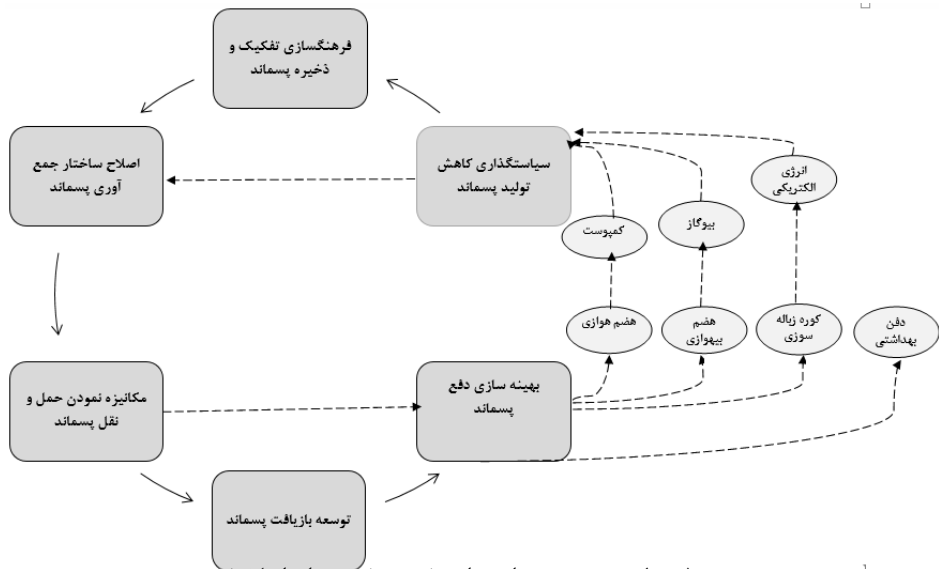 فرهنگسازی تفکیک و
ذخیره پسماند
اصلاح ساختار جمع
آوری پسماند
سیاستگذاری کاهش
تولید پسماند
انرژی
الکتریکی
بیوگاز
کمپوست
هضم هوازی
هضم
بیهوازی
کوره زباله
سوزی
دفن
بهداشتی
مکانیزه نمودن حمل و
نقل پسماند
بهینه سازی دفع
پسماند
توسعه بازیافت پسماند